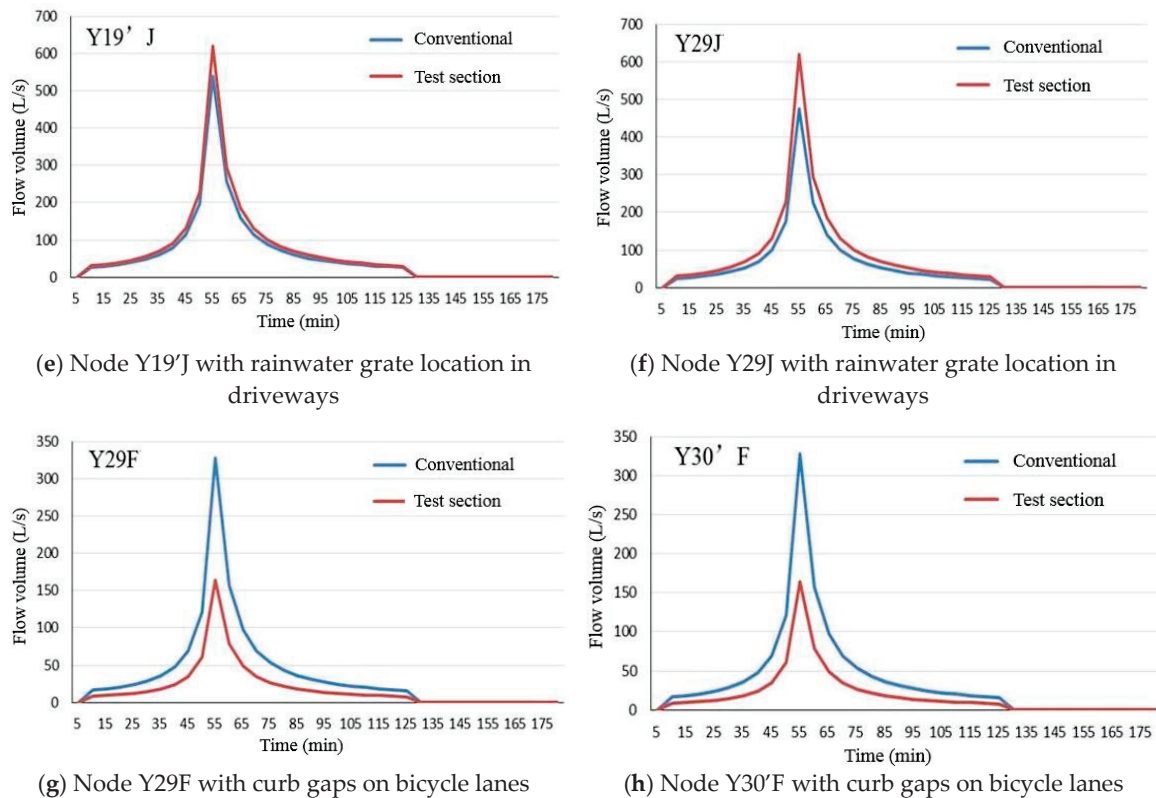 Y19’ J
Conventional
Test section
Flow volume (L/s)
700
600
500
400
300
200
100
0
5 15 25 35 45 55 65 75 85 95 105 115 125 135 145 155 165 175
Time (min)
(e) Node Y19’J with rainwater grate location in
driveways
Y29J
Conventional
Test section
Flow volume (L/s)
700
600
500
400
300
200
100
0
5 15 25 35 45 55 65 75 85 95 105 115 125 135 145 155 165 175
Time (min)
(f) Node Y29J with rainwater grate location in
driveways
Y29F
Conventional
Test section
Flow volume (L/s)
350
300
250
200
150
100
50
0
5 15 25 35 45 55 65 75 85 95 105 115 125 135 145 155 165 175
Time (min)
(g) Node Y29F with curb gaps on bicycle lanes
Y30’ F
Conventional
Test section
Flow volume (L/s)
350
300
250
200
150
100
50
0
5 15 25 35 45 55 65 75 85 95 105 115 125 135 145 155 165 175
Time (min)
(h) Node Y30’F with curb gaps on bicycle lanes